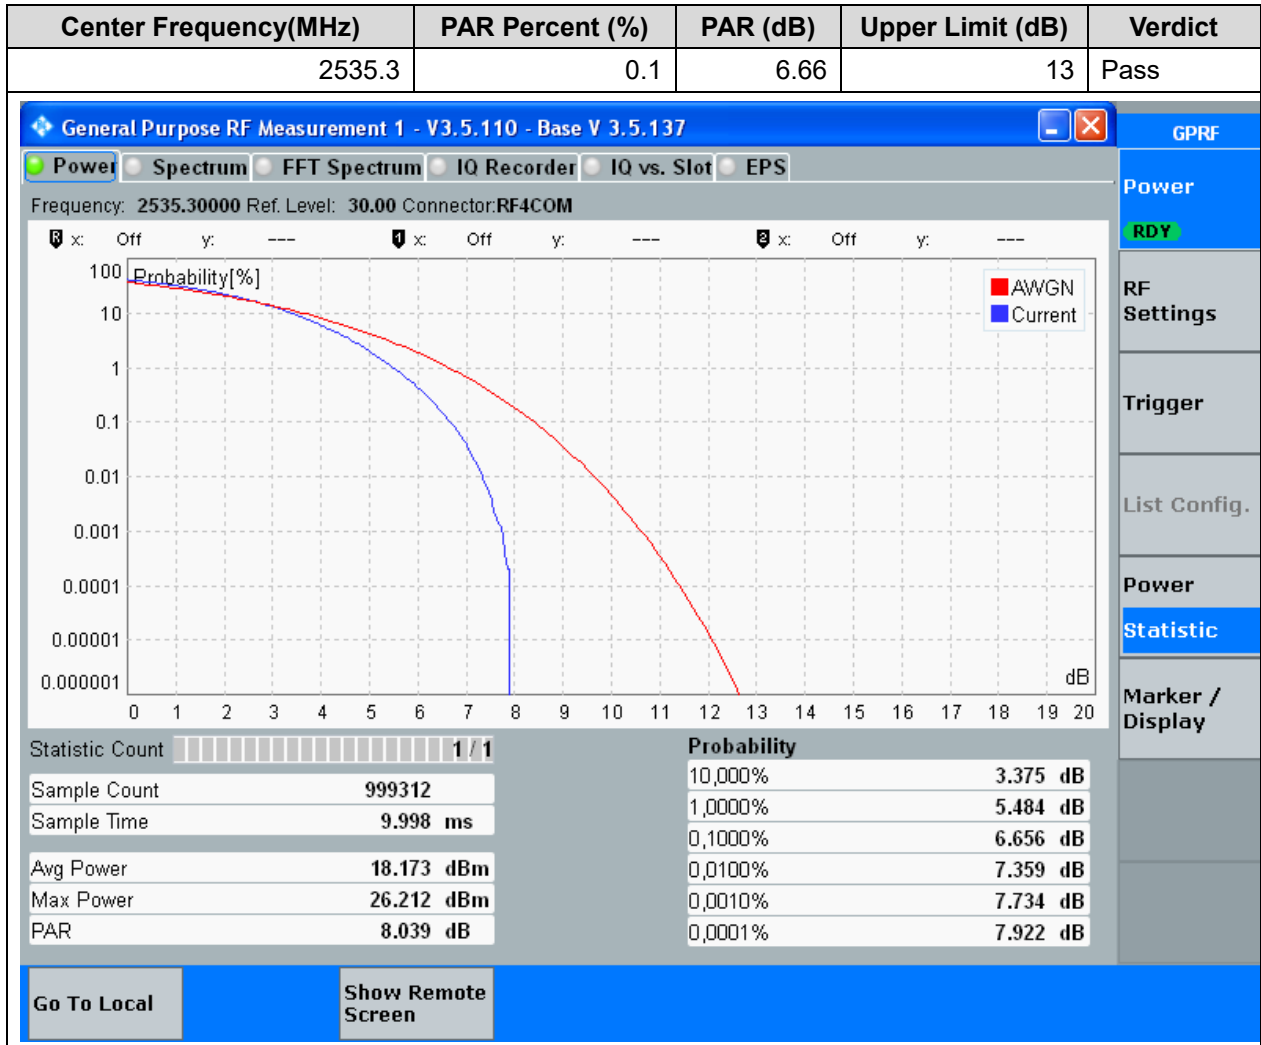 Center Frequency(MHz) PAR Percent (%) PAR (dB) Upper Limit (dB) Verdict
2535.3 0.1 6.66 13 Pass
General Purpose RF Measurement 1 - V3.5.110 - Base V 3.5.137
GPRF
Power Spectrum FFT Spectrum IQ Recorder IQ vs. Slot EPS
Power
RDY
Frequency: 2535.30000 Ref. Level: 30.00 Connector:RF4COM
R x: Off y: --- 1 x: Off y: --- 2 x: Off y: ---
Probability[%]
100
10
1
0.1
0.01
0.001
0.0001
0.00001
0.000001
AWGN
Current
dB
0 1 2 3 4 5 6 7 8 9 10 11 12 13 14 15 16 17 18 19 20
RF
Settings
Trigger
List Config.
Power
Statistic
Marker /
Display
Statistic Count 1 / 1
Sample Count 999312
Sample Time 9.998 ms
Avg Power 18.173 dBm
Max Power 26.212 dBm
PAR 8.039 dB
Probability
10,000% 3.375 dB
1,0000% 5.484 dB
0,1000% 6.656 dB
0,0100% 7.359 dB
0,0010% 7.734 dB
0,0001% 7.922 dB
Go To Local
Show Remote
Screen